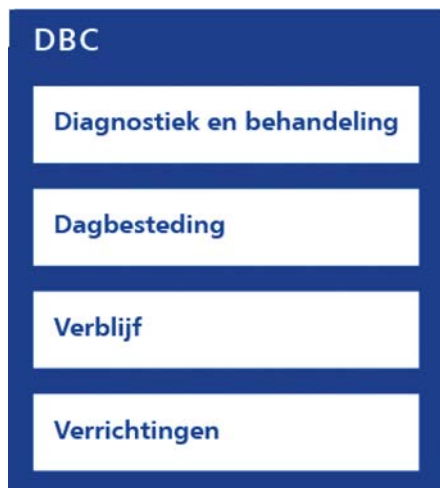 DBC
Diagnostiek en behandeling
Dagbesteding
Verblijf
Verrichtingen